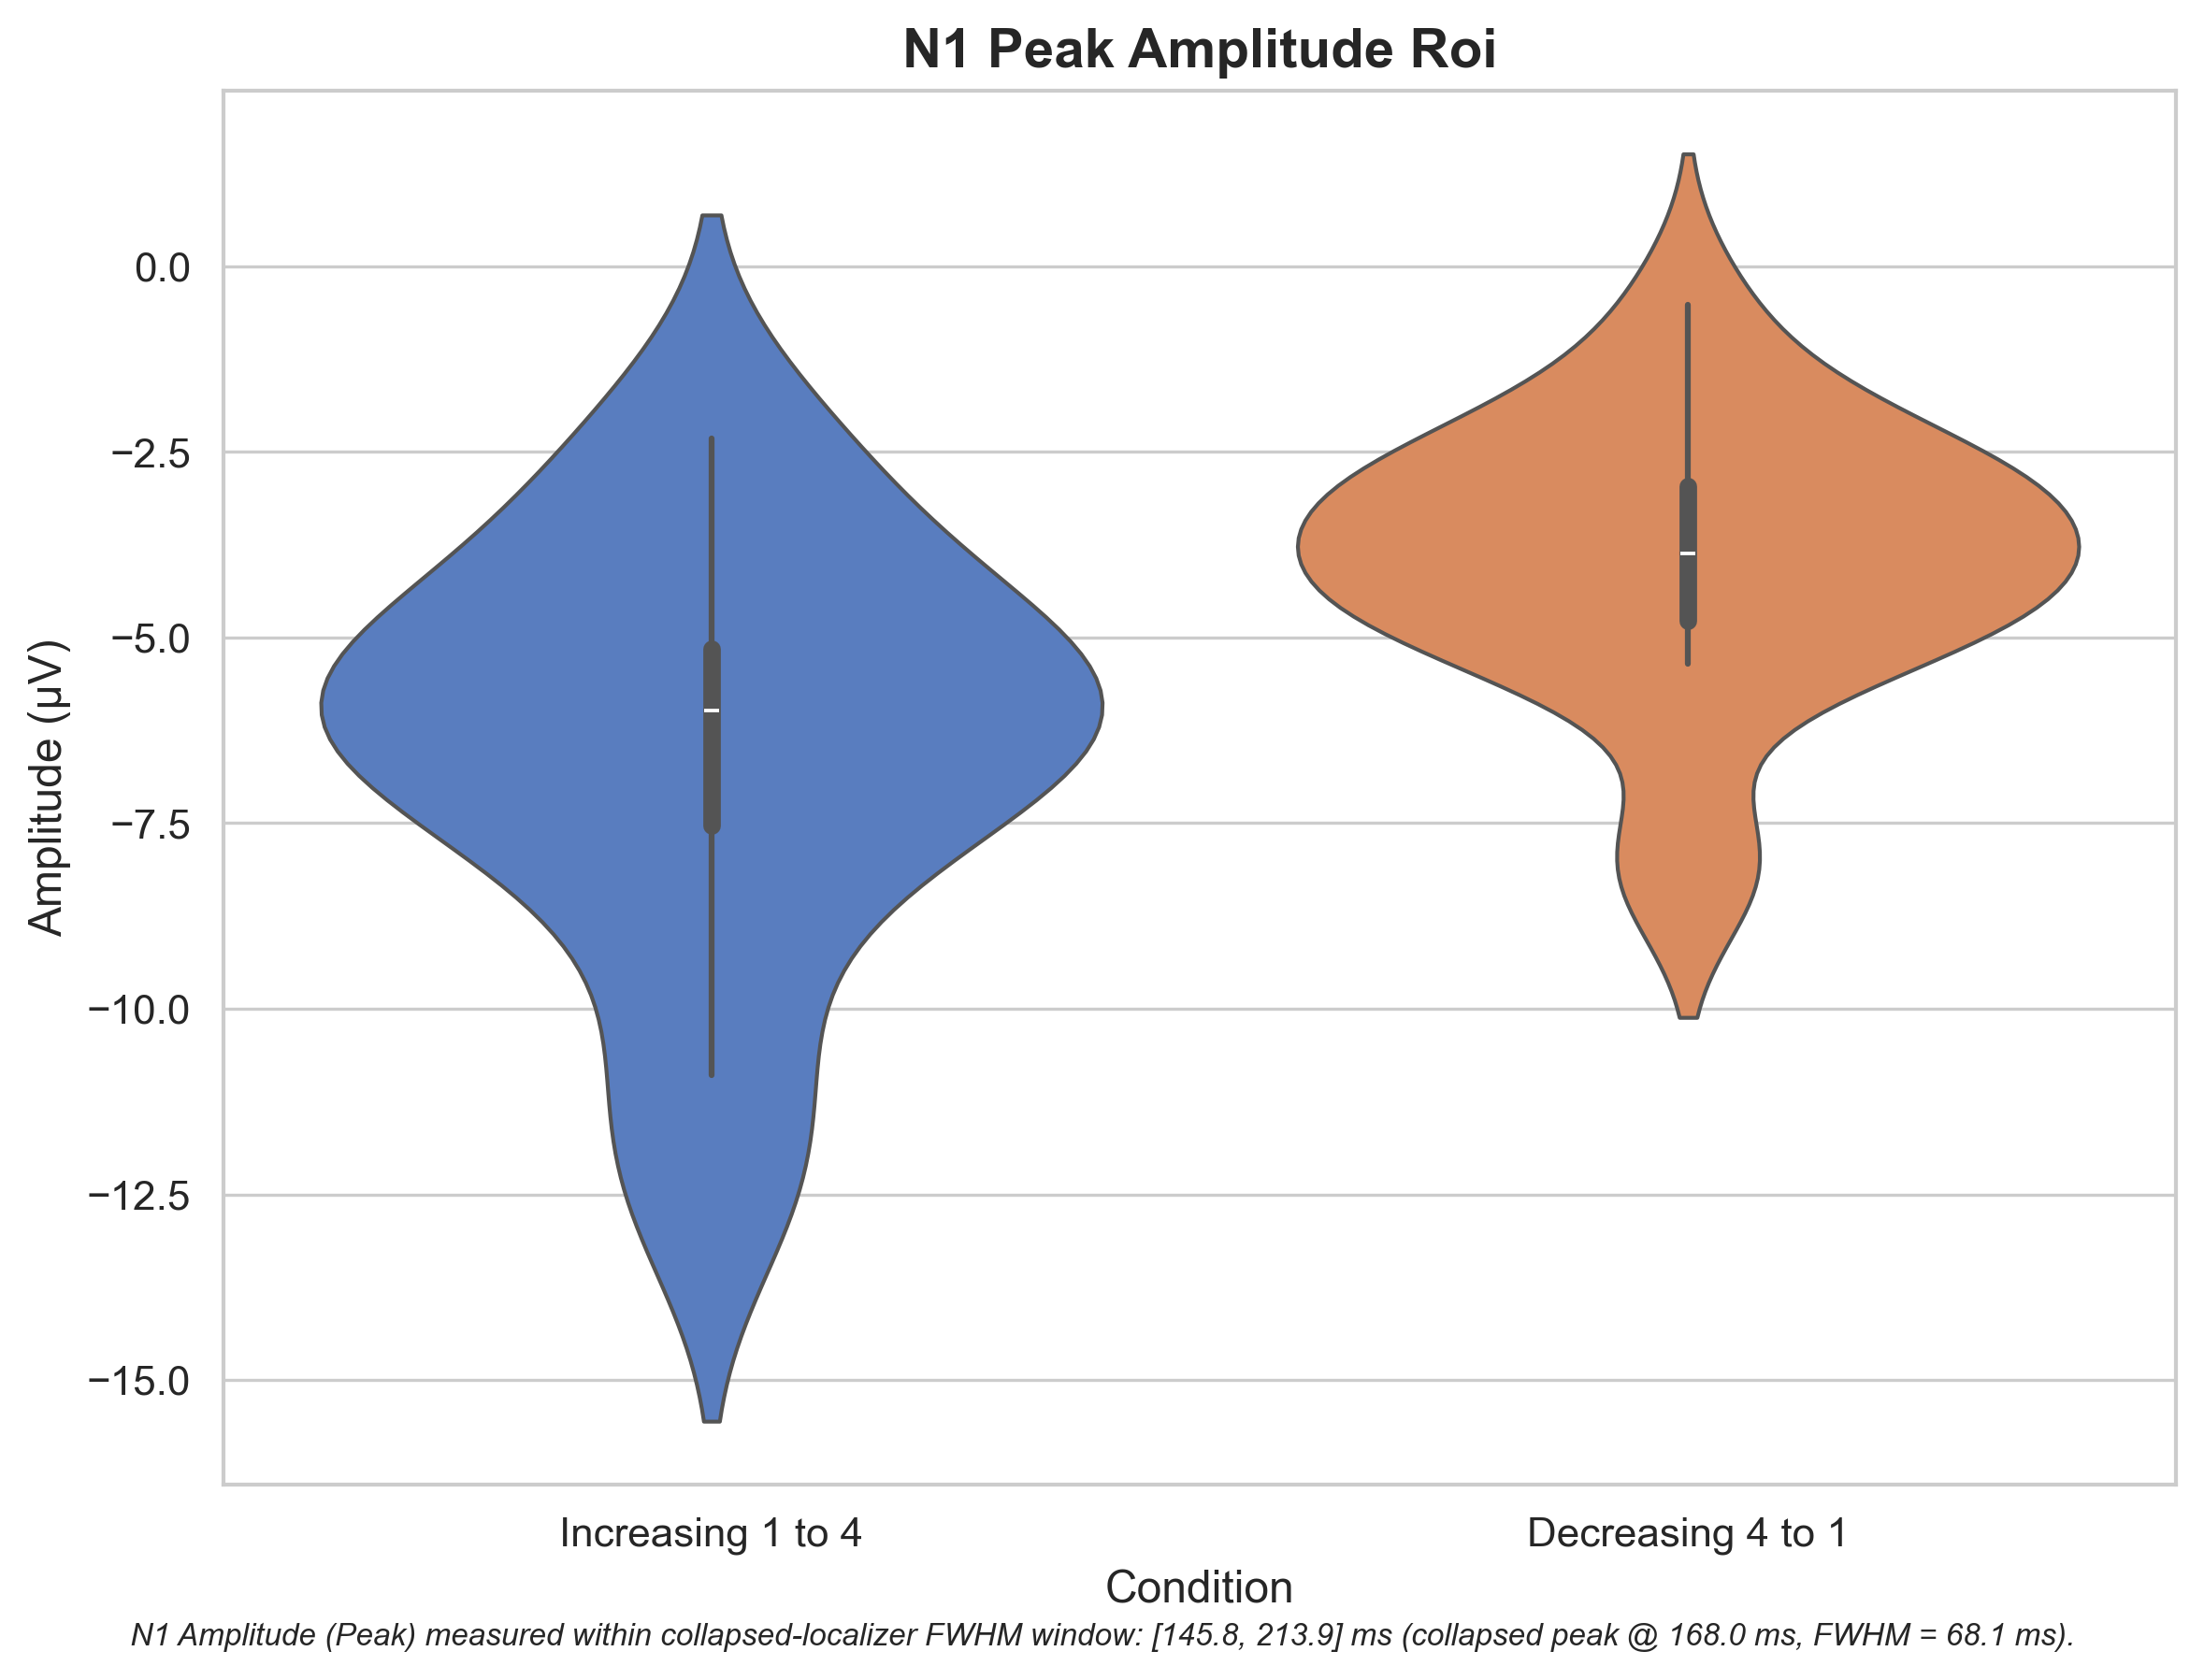 N1 Peak Amplitude Roi
Amplitude (µV)
0.0
−2.5
−5.0
−7.5
−10.0
−12.5
−15.0
Increasing 1 to 4
Decreasing 4 to 1
Condition
N1 Amplitude (Peak) measured within collapsed-localizer FWHM window: [145.8, 213.9] ms (collapsed peak @ 168.0 ms, FWHM = 68.1 ms).